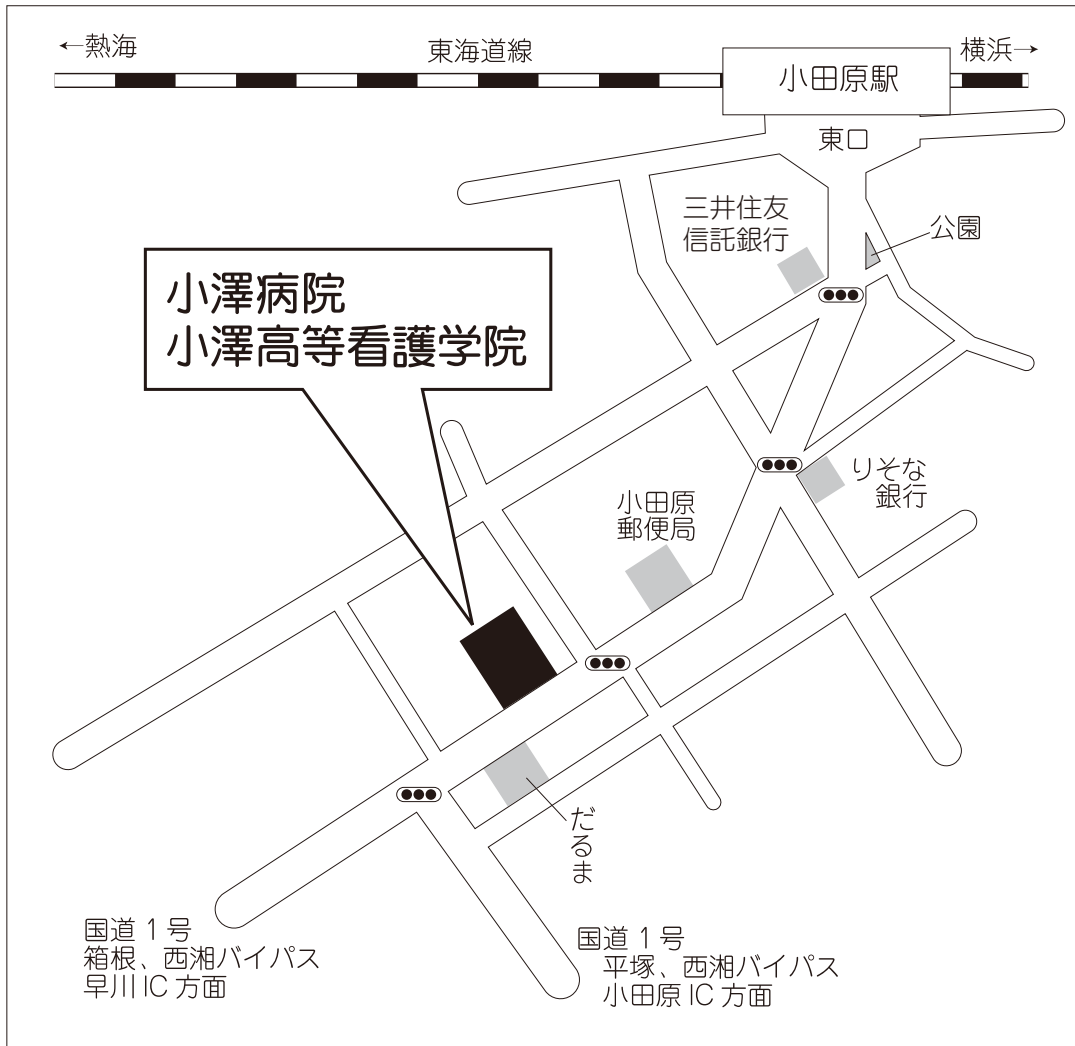 ←熱海
東海道線
小田原駅
横浜→
東口
三井住友
信託銀行
公園
小澤病院
小澤高等看護学院
りそな
銀行
小田原
郵便局
だるま
国道 1 号
箱根、西湘バイパス
早川 IC 方面
国道 1 号
平塚、西湘バイパス
小田原 IC 方面